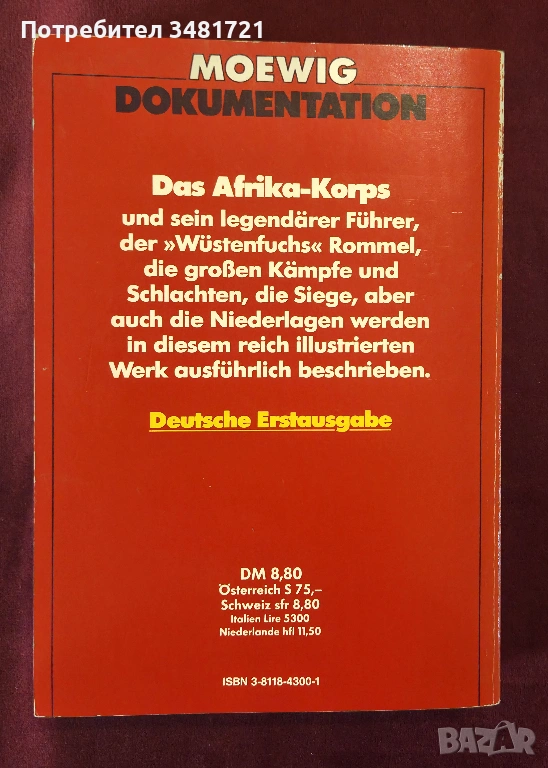 Потребител 3481721
MOEWIG
DOKUMENTATION
Das Afrika-Korps
und sein legendärer Führer,
der »Wüstenfuchs« Rommel,
die großen Kämpfe und
Schlachten, die Siege, aber
auch die Niederlagen werden
in diesem reich illustrierten
Werk ausführlich beschrieben.
Deutsche Erstausgabe
DM 8,80
Österreich S 75,–
Schweiz sfr 8,80
Italien Lire 5300
Niederlande hfl 11,50
ISBN 3-8118-4300-1
BAZAR